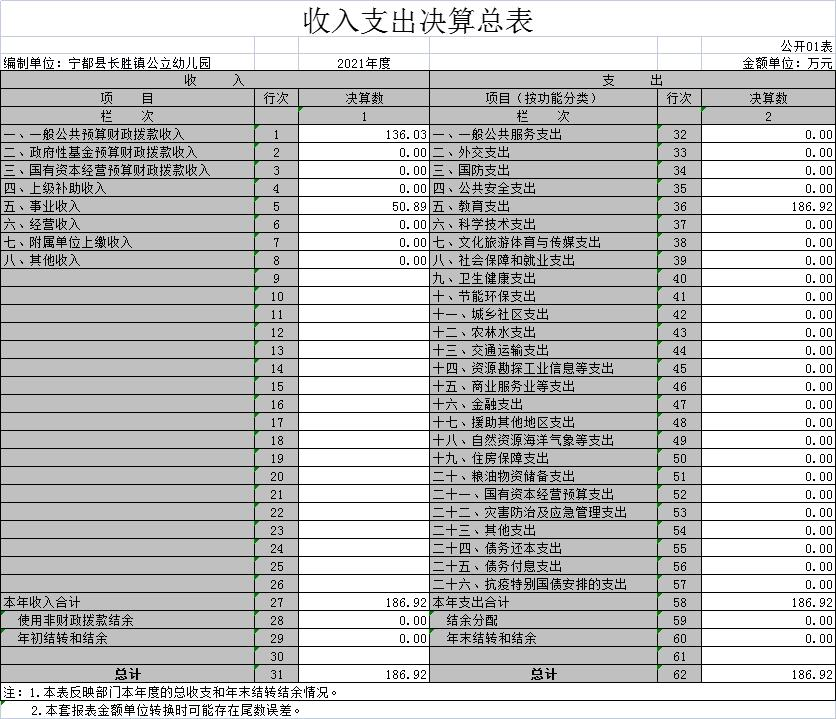 收入支出决算总表
公开01表
编制单位：宁都县长胜镇公立幼儿园 2021年度 金额单位：万元
收 入 支 出
项 目 行次 决算数 项目（按功能分类） 行次 决算数
栏 次 1 栏 次 2
一、一般公共预算财政拨款收入 1 136.03 一、一般公共服务支出 32 0.00
二、政府性基金预算财政拨款收入 2 0.00 二、外交支出 33 0.00
三、国有资本经营预算财政拨款收入 3 0.00 三、国防支出 34 0.00
四、上级补助收入 4 0.00 四、公共安全支出 35 0.00
五、事业收入 5 50.89 五、教育支出 36 186.92
六、经营收入 6 0.00 六、科学技术支出 37 0.00
七、附属单位上缴收入 7 0.00 七、文化旅游体育与传媒支出 38 0.00
八、其他收入 8 0.00 八、社会保障和就业支出 39 0.00
9 九、卫生健康支出 40 0.00
10 十、节能环保支出 41 0.00
11 十一、城乡社区支出 42 0.00
12 十二、农林水支出 43 0.00
13 十三、交通运输支出 44 0.00
14 十四、资源勘探工业信息等支出 45 0.00
15 十五、商业服务业等支出 46 0.00
16 十六、金融支出 47 0.00
17 十七、援助其他地区支出 48 0.00
18 十八、自然资源海洋气象等支出 49 0.00
19 十九、住房保障支出 50 0.00
20 二十、粮油物资储备支出 51 0.00
21 二十一、国有资本经营预算支出 52 0.00
22 二十二、灾害防治及应急管理支出 53 0.00
23 二十三、其他支出 54 0.00
24 二十四、债务还本支出 55 0.00
25 二十五、债务付息支出 56 0.00
26 二十六、抗疫特别国债安排的支出 57 0.00
本年收入合计 27 186.92 本年支出合计 58 186.92
使用非财政拨款结余 28 0.00 结余分配 59 0.00
年初结转和结余 29 0.00 年末结转和结余 60 0.00
30 61
总计 31 186.92 总计 62 186.92
注：1.本表反映部门本年度的总收支和年末结转结余情况。
2.本套报表金额单位转换时可能存在尾数误差。